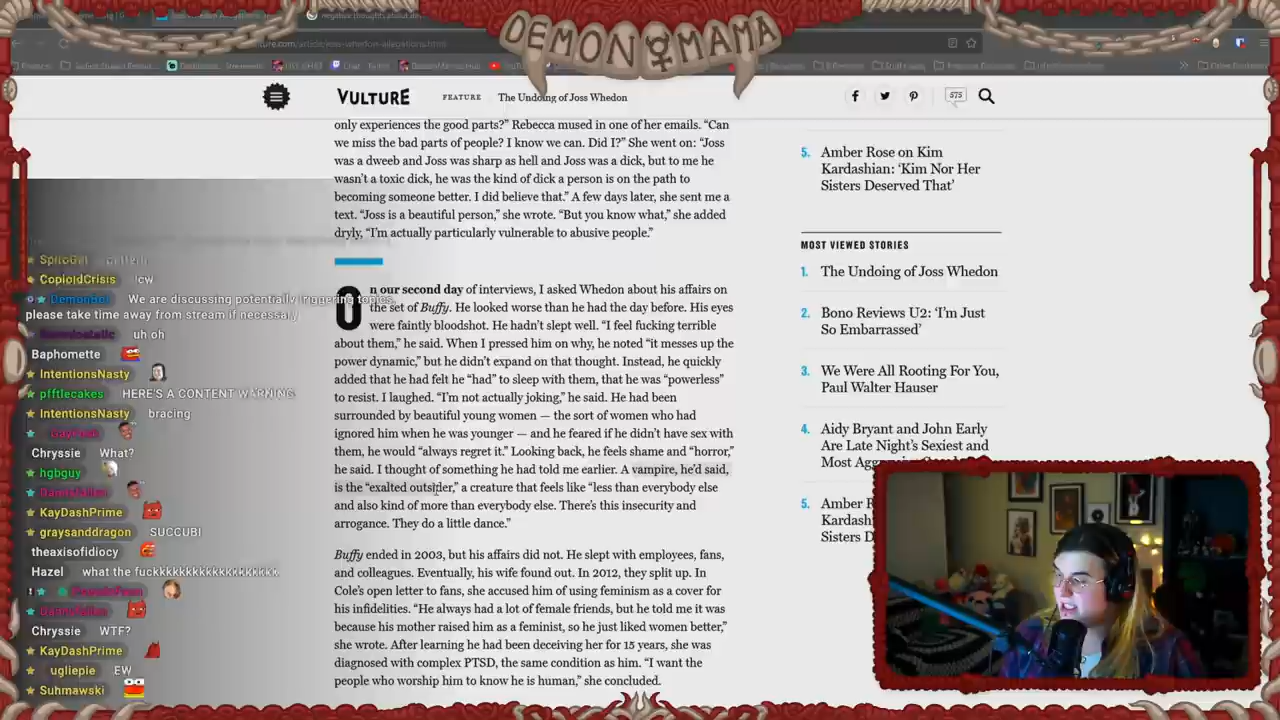 DEMON MAMA
VULTURE
FEATURE
The Undoing of Joss Whedon
575
only experiences the good parts?” Rebecca mused in one of her emails. “Can
we miss the bad parts of people? I know we can. Did I?” She went on: “Joss
was a dweeb and Joss was sharp as hell and Joss was a dick, but to me he
wasn’t a toxic dick, he was the kind of dick a person is on the path to
becoming someone better. I did believe that.” A few days later, she sent me a
text. “Joss is a beautiful person,” she wrote. “But you know what,” she added
dryly, “I’m actually particularly vulnerable to abusive people.”
On our second day of interviews, I asked Whedon about his affairs on
the set of Buffy. He looked worse than he had the day before. His eyes
were faintly bloodshot. He hadn’t slept well. “I feel fucking terrible
about them,” he said. When I pressed him on why, he noted “it messes up the
power dynamic,” but he didn’t expand on that thought. Instead, he quickly
added that he had felt he “had” to sleep with them, that he was “powerless”
to resist. I laughed. “I’m not actually joking,” he said. He had been
surrounded by beautiful young women — the sort of women who had
ignored him when he was younger — and he feared if he didn’t have sex with
them, he would “always regret it.” Looking back, he feels shame and “horror,”
he said. I thought of something he had told me earlier. A vampire, he’d said,
is the “exalted outsider,” a creature that feels like “less than everybody else
and also kind of more than everybody else. There’s this insecurity and
arrogance. They do a little dance.”
Buffy ended in 2003, but his affairs did not. He slept with employees, fans,
and colleagues. Eventually, his wife found out. In 2012, they split up. In
Cole’s open letter to fans, she accused him of using feminism as a cover for
his infidelities. “He always had a lot of female friends, but he told me it was
because his mother raised him as a feminist, so he just liked women better,”
she wrote. After learning he had been deceiving her for 15 years, she was
diagnosed with complex PTSD, the same condition as him. “I want the
people who worship him to know he is human,” she concluded.
5. Amber Rose on Kim
Kardashian: ‘Kim Nor Her
Sisters Deserved That’
MOST VIEWED STORIES
1. The Undoing of Joss Whedon
2. Bono Reviews U2: ‘I’m Just
So Embarrassed’
3. We Were All Rooting For You,
Paul Walter Hauser
4. Aidy Bryant and John Early
Are Late Night’s Sexiest and
Most
5. Amber R
Kardash
Sisters D
CopioidCrisis !cw
We are discussing potentially triggering topics,
please take time away from stream if necessary
uh oh
Baphomette
IntentionsNasty
pfftlecakes HERE'S A CONTENT WARNING
IntentionsNasty bracing
Chryssie What?
hgbguy
KayDashPrime
graysanddragon SUCCUBI
theaxisofidiocy
Hazel what the fuckkkkkkkkkkkkkkkkkkk
Chryssie WTF?
KayDashPrime
ugliepie EW
Suhmawski